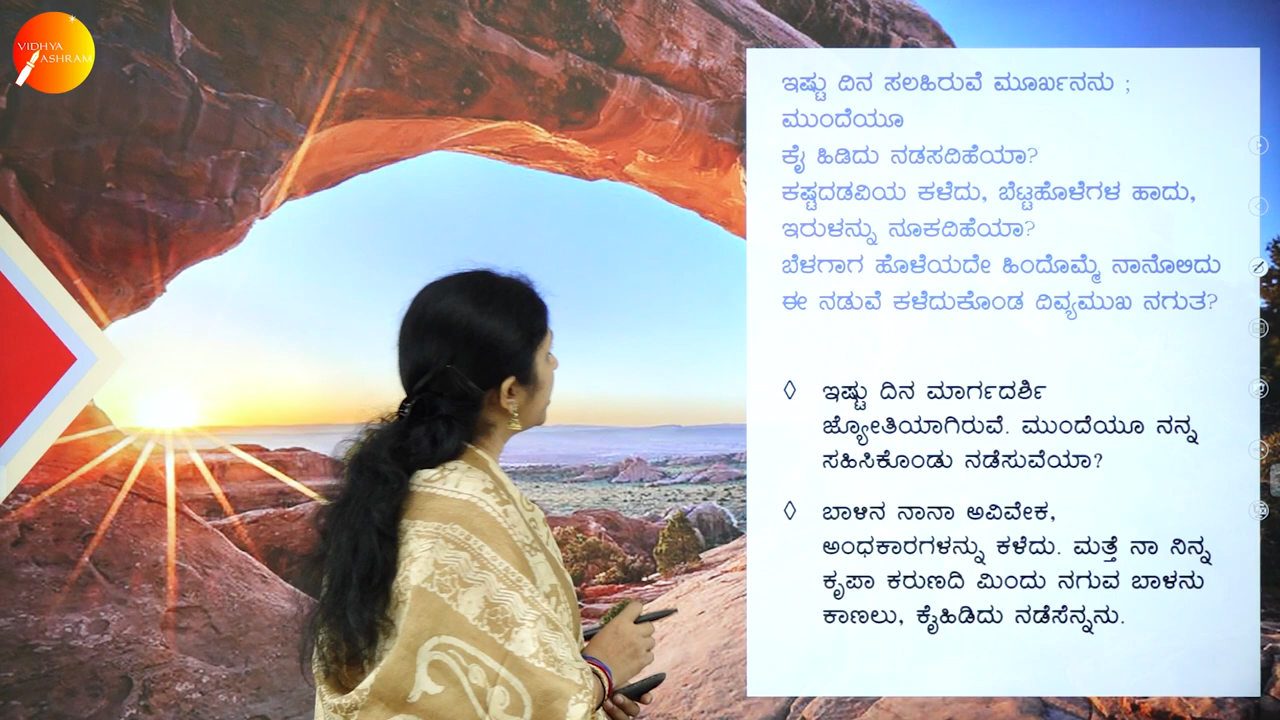 VIDHYA
ASHRAM
ಇಷ್ಟು ದಿನ ಸಲಹಿರುವೆ ಮೂರ್ಖನನು ;
ಮುಂದೆಯೂ
ಕೈ ಹಿಡಿದು ನಡಸದಿಹೆಯಾ?
ಕಷ್ಟದಡವಿಯ ಕಳೆದು, ಬೆಟ್ಟಹೊಳೆಗಳ ಹಾದು,
ಇರುಳನ್ನು ನೂಕದಿಹೆಯಾ?
ಬೆಳಗಾಗ ಹೊಳೆಯದೇ ಹಿಂದೊಮ್ಮೆ ನಾನೊಲಿದು
ಈ ನಡುವೆ ಕಳೆದುಕೊಂಡ ದಿವ್ಯಮುಖ ನಗುತ?
◊ ಇಷ್ಟು ದಿನ ಮಾರ್ಗದರ್ಶಿ
ಜ್ಯೋತಿಯಾಗಿರುವೆ. ಮುಂದೆಯೂ ನನ್ನ
ಸಹಿಸಿಕೊಂಡು ನಡೆಸುವೆಯಾ?
◊ ಬಾಳಿನ ನಾನಾ ಅವಿವೇಕ,
ಅಂಧಕಾರಗಳನ್ನು ಕಳೆದು. ಮತ್ತೆ ನಾ ನಿನ್ನ
ಕೃಪಾ ಕರುಣದಿ ಮಿಂದು ನಗುವ ಬಾಳನು
ಕಾಣಲು, ಕೈಹಿಡಿದು ನಡೆಸೆನ್ನನು.